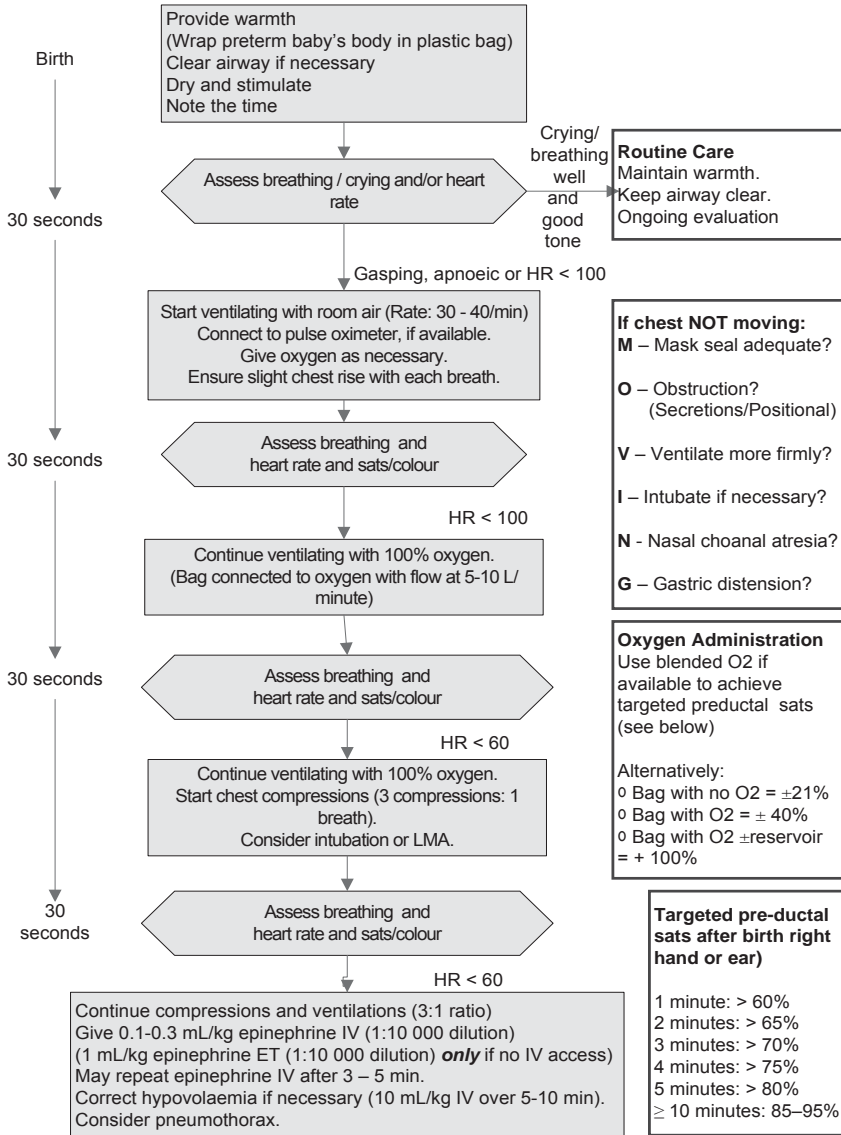 Provide warmth
(Wrap preterm baby's body in plastic bag)
Clear airway if necessary
Dry and stimulate
Note the time
Birth
Assess breathing / crying and/or heart
rate
Crying/
breathing
well
and
good
tone
Routine Care
Maintain warmth.
Keep airway clear.
Ongoing evaluation
30 seconds
Gasping, apnoeic or HR < 100
Start ventilating with room air (Rate: 30 - 40/min)
Connect to pulse oximeter, if available.
Give oxygen as necessary.
Ensure slight chest rise with each breath.
If chest NOT moving:
M – Mask seal adequate?
O – Obstruction?
(Secretions/Positional)
V – Ventilate more firmly?
I – Intubate if necessary?
N - Nasal choanal atresia?
G – Gastric distension?
30 seconds
Assess breathing and
heart rate and sats/colour
HR < 100
Continue ventilating with 100% oxygen.
(Bag connected to oxygen with flow at 5-10 L/
minute)
30 seconds
Assess breathing and
heart rate and sats/colour
Oxygen Administration
Use blended O2 if
available to achieve
targeted preductal sats
(see below)
Alternatively:
o Bag with no O2 = ±21%
o Bag with O2 = ± 40%
o Bag with O2 ±reservoir
= + 100%
HR < 60
Continue ventilating with 100% oxygen.
Start chest compressions (3 compressions: 1
breath).
Consider intubation or LMA.
30
seconds
Assess breathing and
heart rate and sats/colour
Targeted pre-ductal
sats after birth right
hand or ear)
1 minute: > 60%
2 minutes: > 65%
3 minutes: > 70%
4 minutes: > 75%
5 minutes: > 80%
≥ 10 minutes: 85–95%
HR < 60
Continue compressions and ventilations (3:1 ratio)
Give 0.1-0.3 mL/kg epinephrine IV (1:10 000 dilution)
(1 mL/kg epinephrine ET (1:10 000 dilution) only if no IV access)
May repeat epinephrine IV after 3 – 5 min.
Correct hypovolaemia if necessary (10 mL/kg IV over 5-10 min).
Consider pneumothorax.